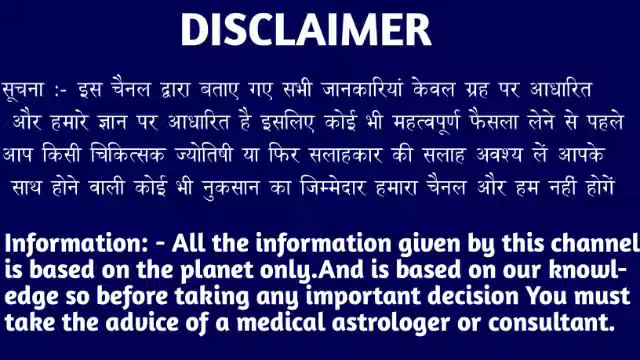 DISCLAIMER
सूचना :- इस चैनल द्वारा बताए गए सभी जानकारियां केवल ग्रह पर आधारित
और हमारे ज्ञान पर आधारित है इसलिए कोई भी महत्वपूर्ण फैसला लेने से पहले
आप किसी चिकित्सक ज्योतिषी या फिर सलाहकार की सलाह अवश्य लें आपके
साथ होने वाली कोई भी नुकसान का जिम्मेदार हमारा चैनल और हम नहीं होगें
Information: - All the information given by this channel
is based on the planet only.And is based on our knowl-
edge so before taking any important decision You must
take the advice of a medical astrologer or consultant.